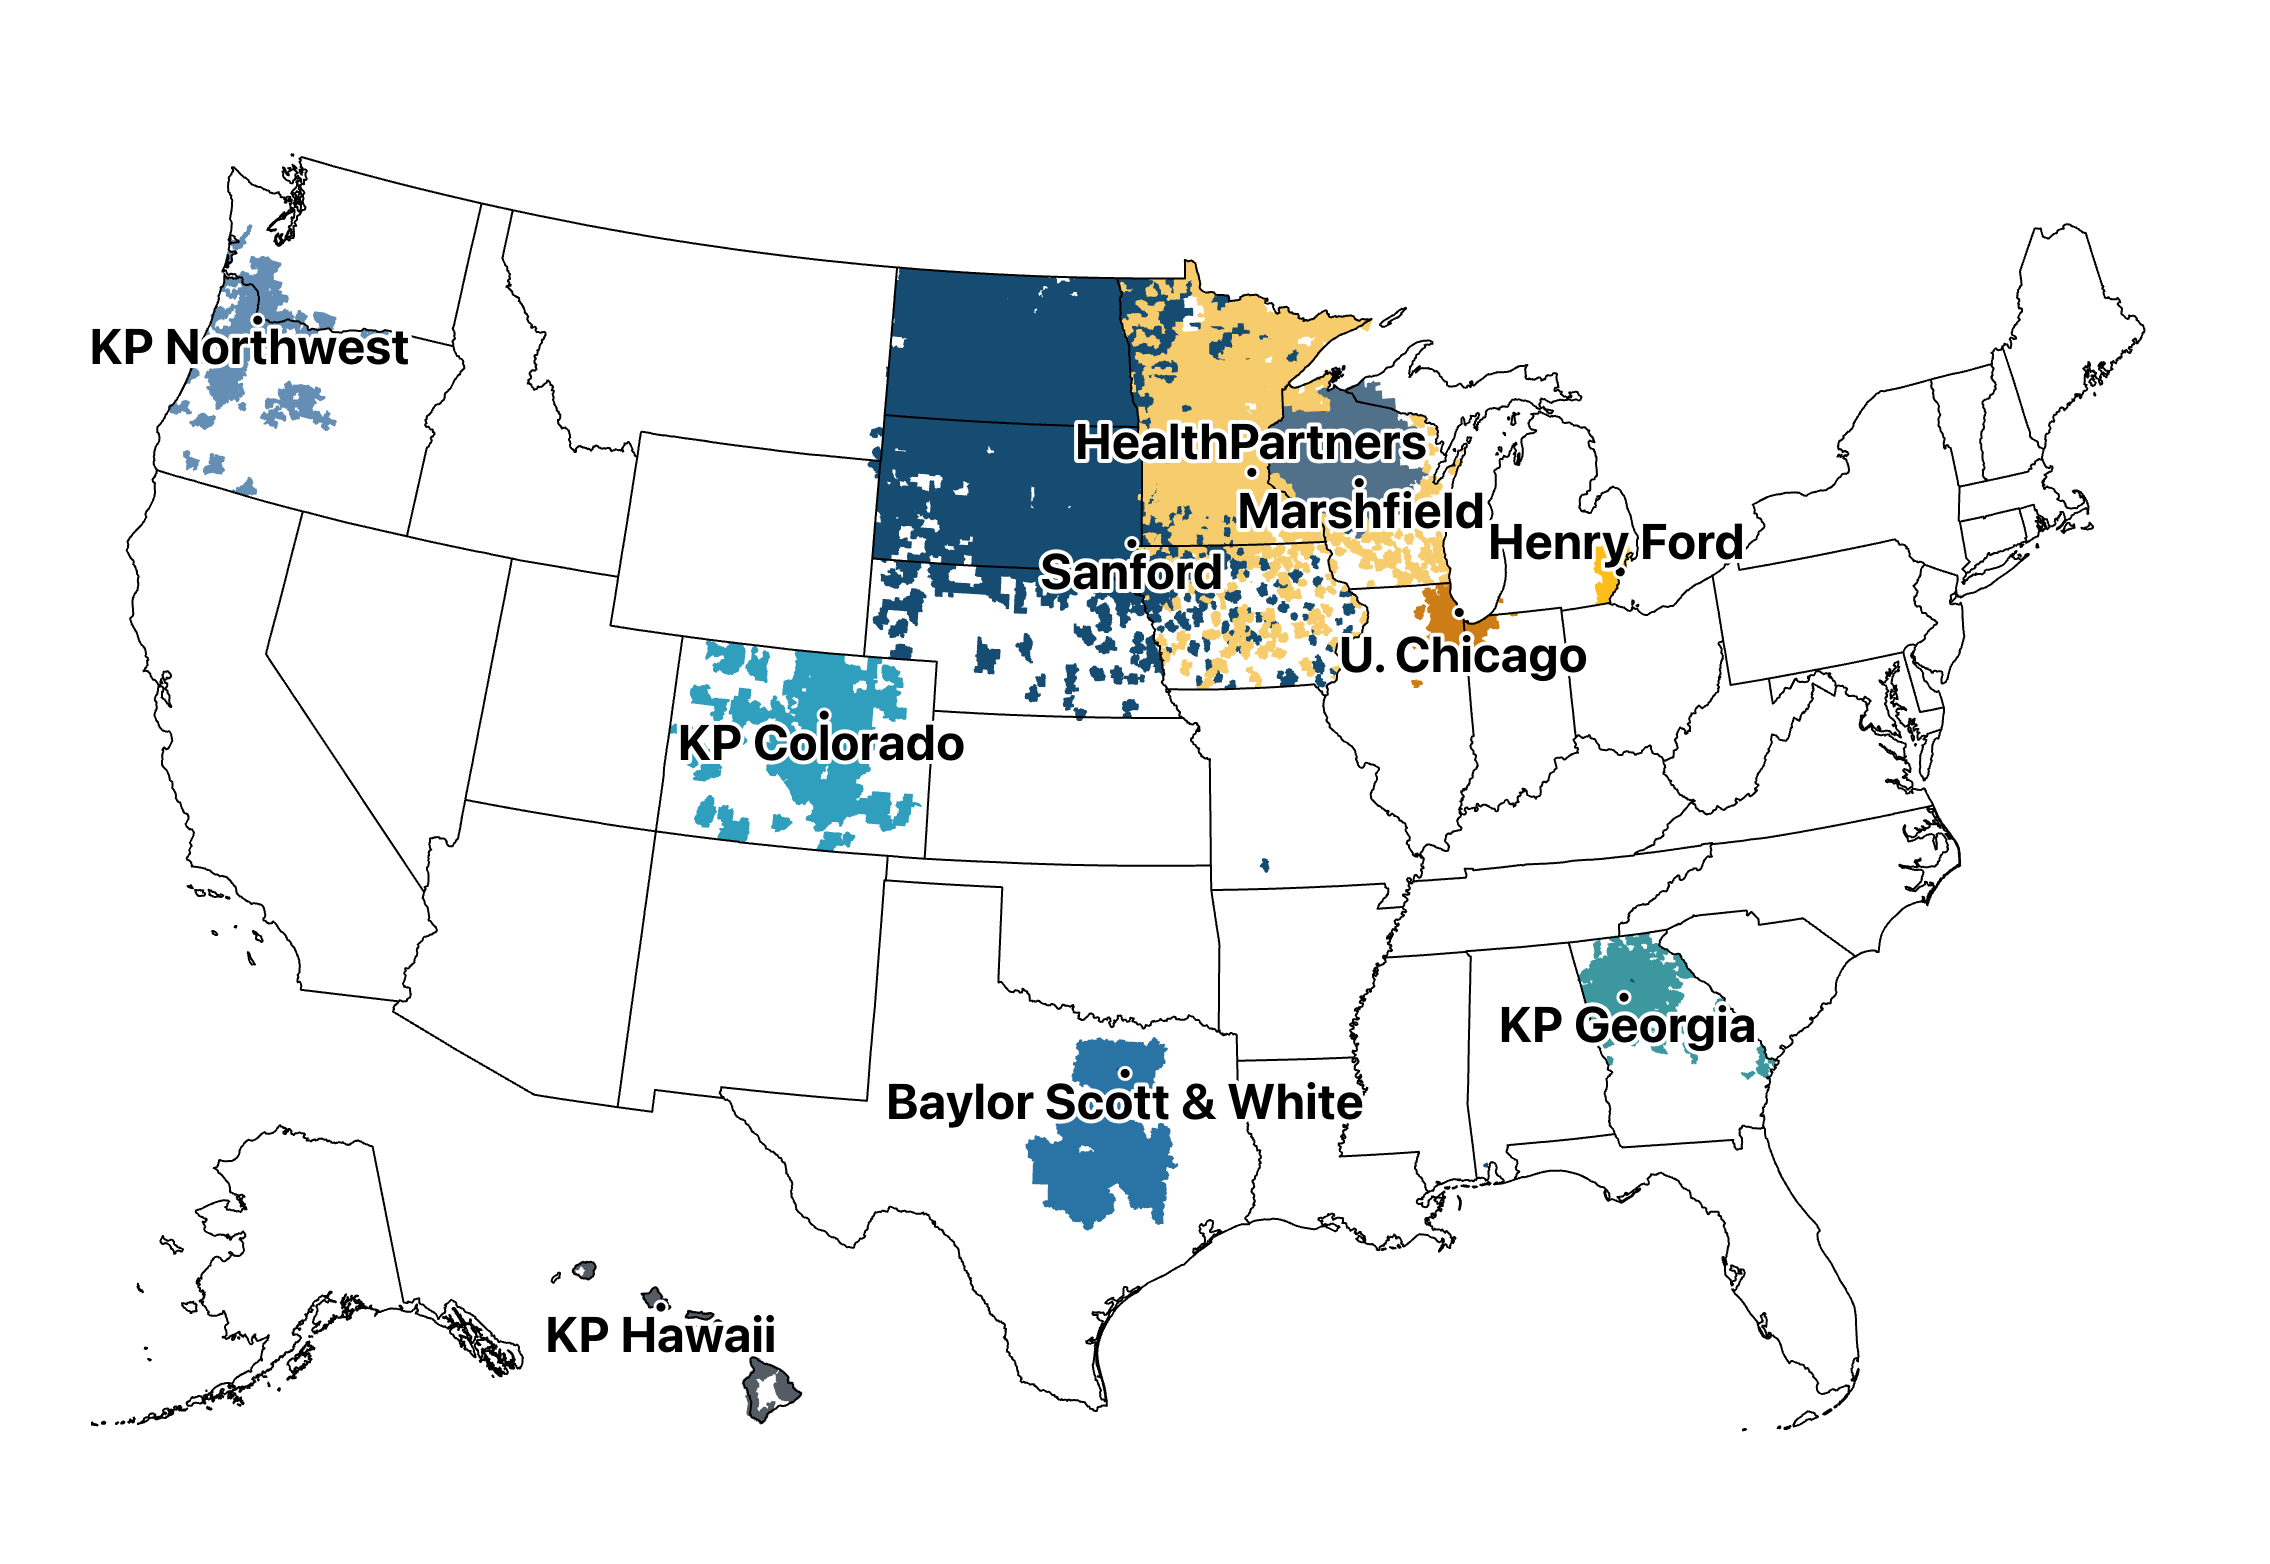 KP Northwest
HealthPartners
Marshfield
Henry Ford
Sanford
U. Chicago
KP Colorado
KP Georgia
Baylor Scott & White
KP Hawaii